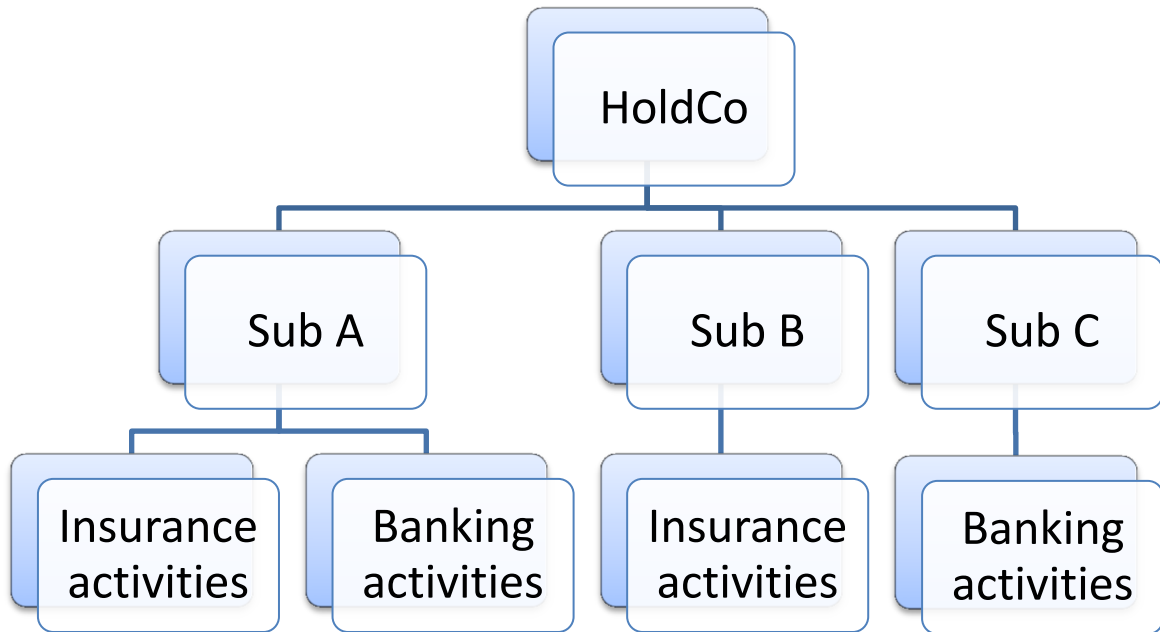 HoldCo
Sub A
Sub B
Sub C
Insurance
activities
Banking
activities
Insurance
activities
Banking
activities